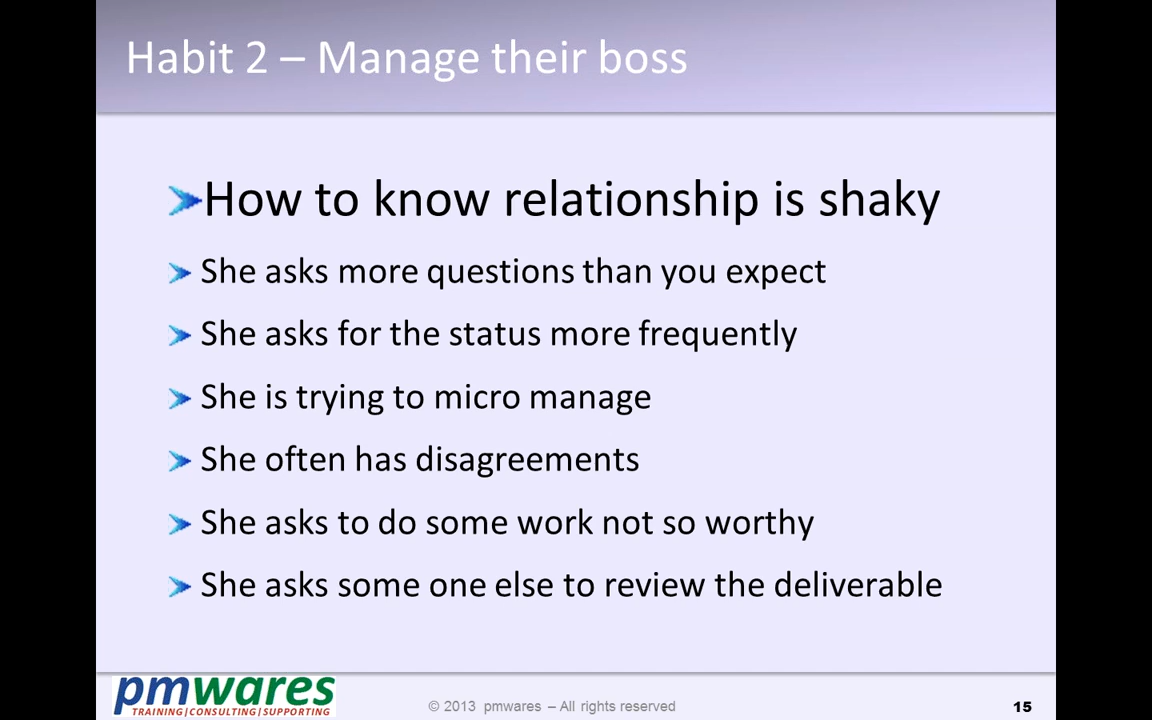 Habit 2 – Manage their boss
How to know relationship is shaky
She asks more questions than you expect
She asks for the status more frequently
She is trying to micro manage
She often has disagreements
She asks to do some work not so worthy
She asks some one else to review the deliverable
pmwares
TRAINING|CONSULTING|SUPPORTING
© 2013 pmwares – All rights reserved
15